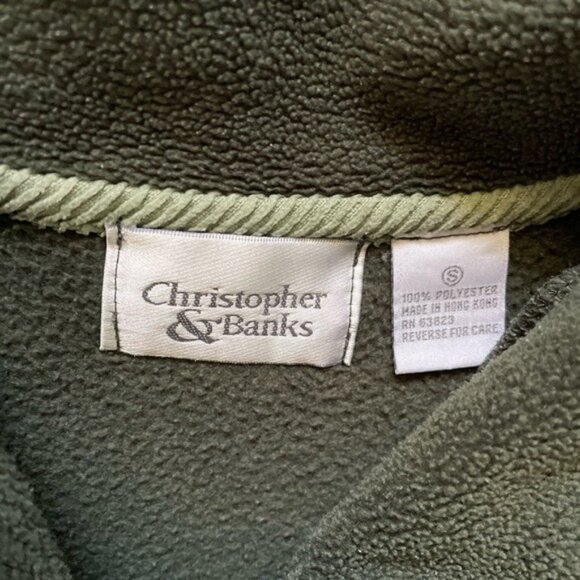 Christopher
& Banks
S
100% POLYESTER
MADE IN HONG KONG
RN 63823
REVERSE FOR CARE